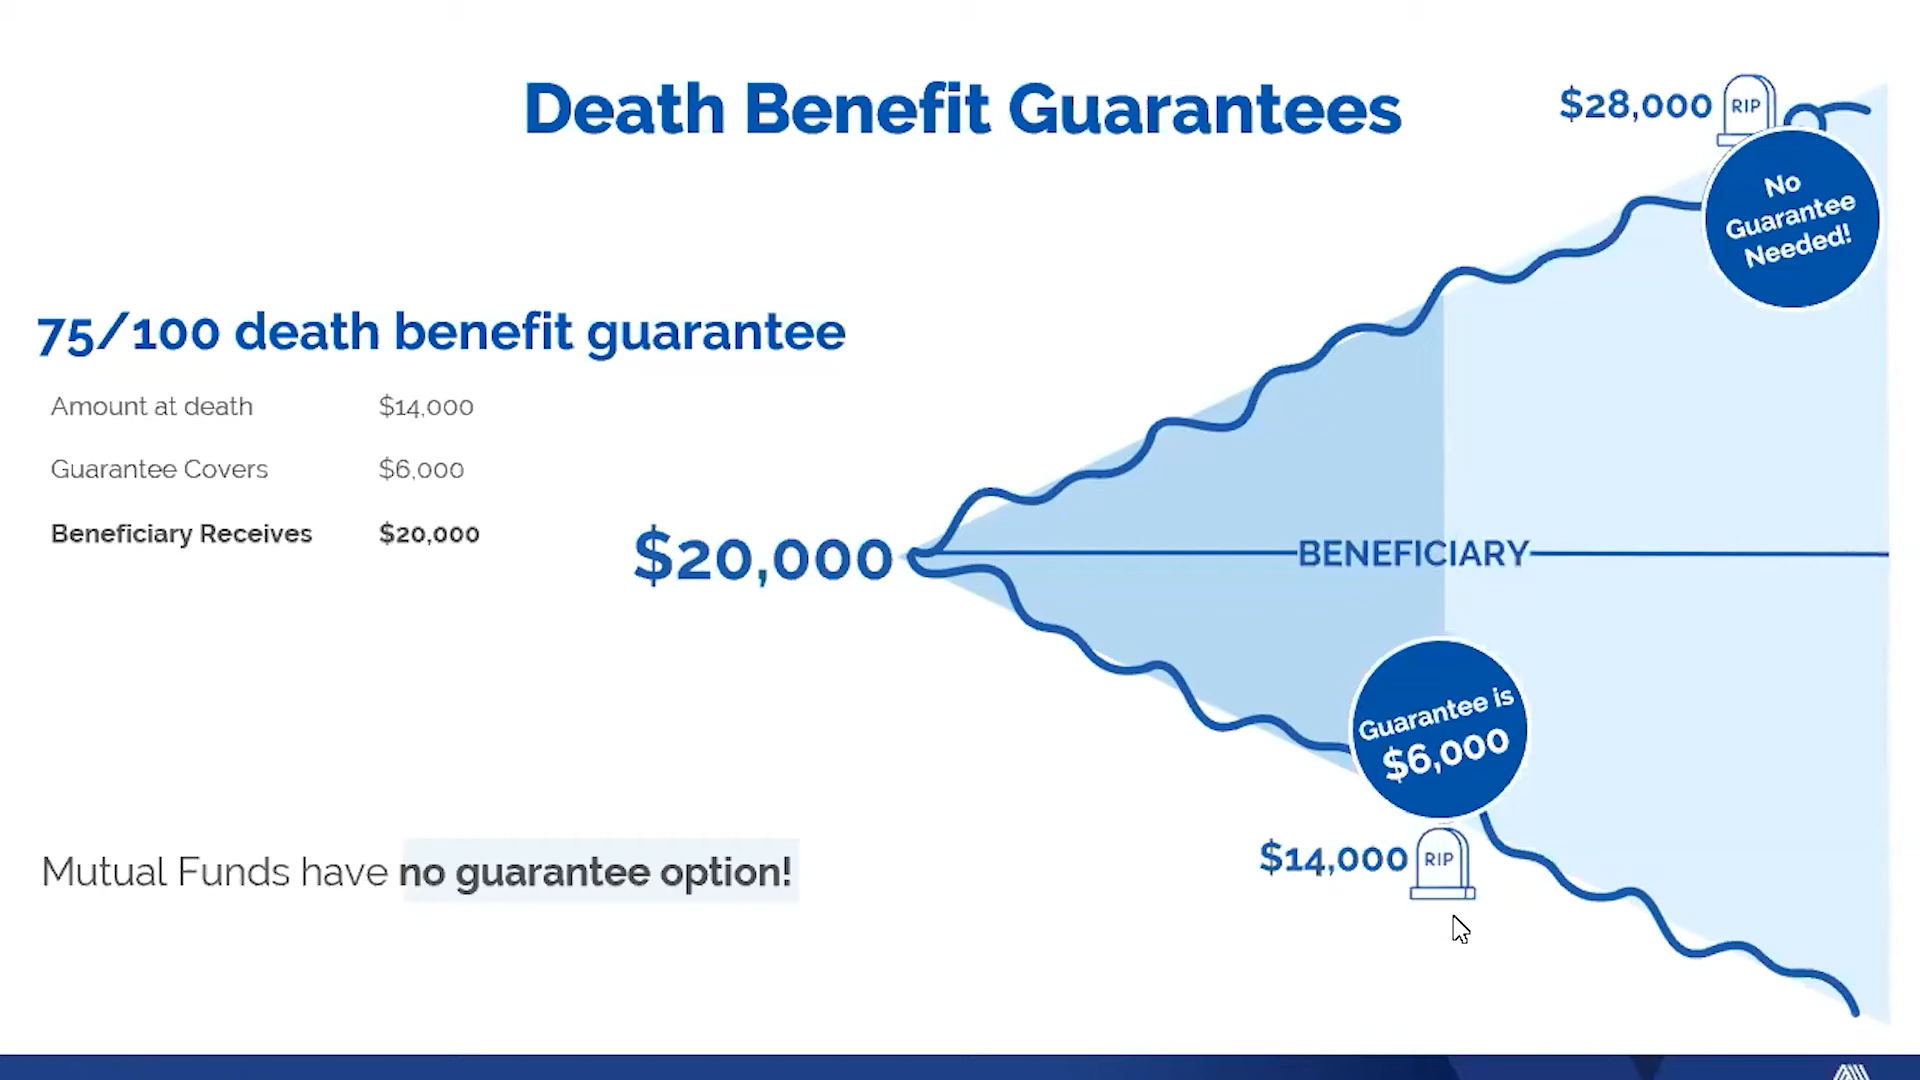 Death Benefit Guarantees
$28,000
RIP
No
Guarantee
Needed!
75/100 death benefit guarantee
Amount at death $14,000
Guarantee Covers $6,000
Beneficiary Receives $20,000
$20,000
BENEFICIARY
Guarantee is
$6,000
$14,000
RIP
Mutual Funds have no guarantee option!